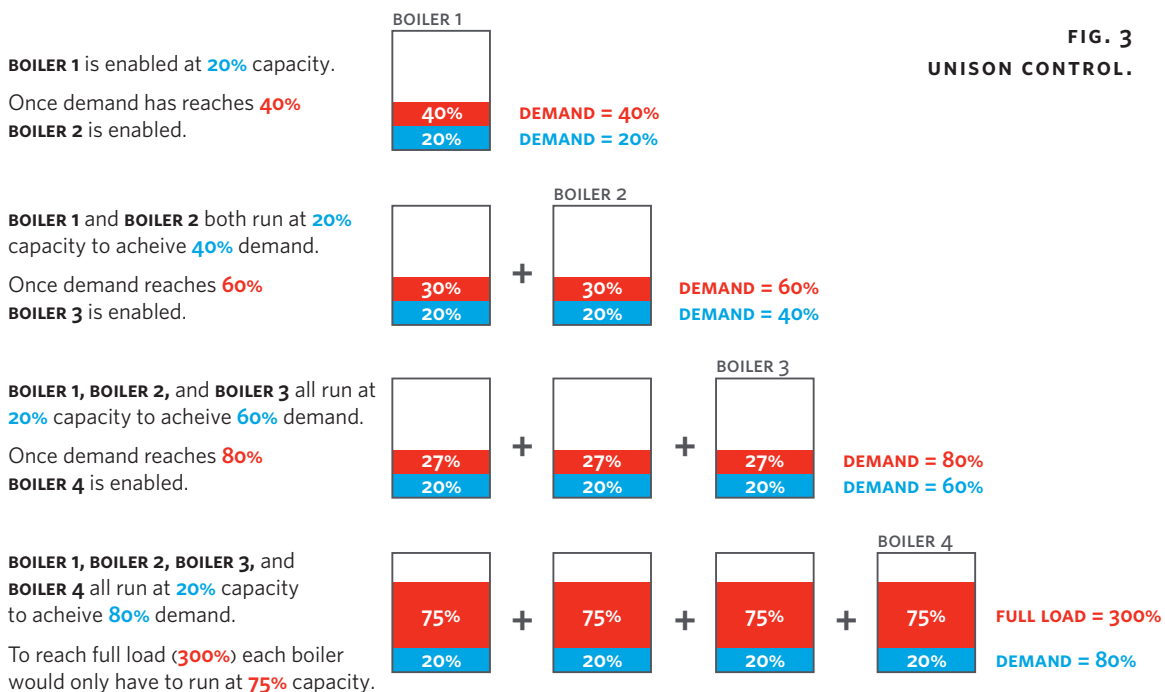 BOILER 1
FIG. 3
UNISON CONTROL.
BOILER 1 is enabled at 20% capacity.
Once demand has reaches 40%
BOILER 2 is enabled.
40%
20%
DEMAND = 40%
DEMAND = 20%
BOILER 2
BOILER 1 and BOILER 2 both run at 20%
capacity to acheive 40% demand.
Once demand reaches 60%
BOILER 3 is enabled.
30%
20%
+
30%
20%
DEMAND = 60%
DEMAND = 40%
BOILER 3
BOILER 1, BOILER 2, and BOILER 3 all run at
20% capacity to acheive 60% demand.
Once demand reaches 80%
BOILER 4 is enabled.
27%
20%
+
27%
20%
+
27%
20%
DEMAND = 80%
DEMAND = 60%
BOILER 4
BOILER 1, BOILER 2, BOILER 3, and
BOILER 4 all run at 20% capacity
to acheive 80% demand.
To reach full load (300%) each boiler
would only have to run at 75% capacity.
75%
20%
+
75%
20%
+
75%
20%
+
75%
20%
FULL LOAD = 300%
DEMAND = 80%